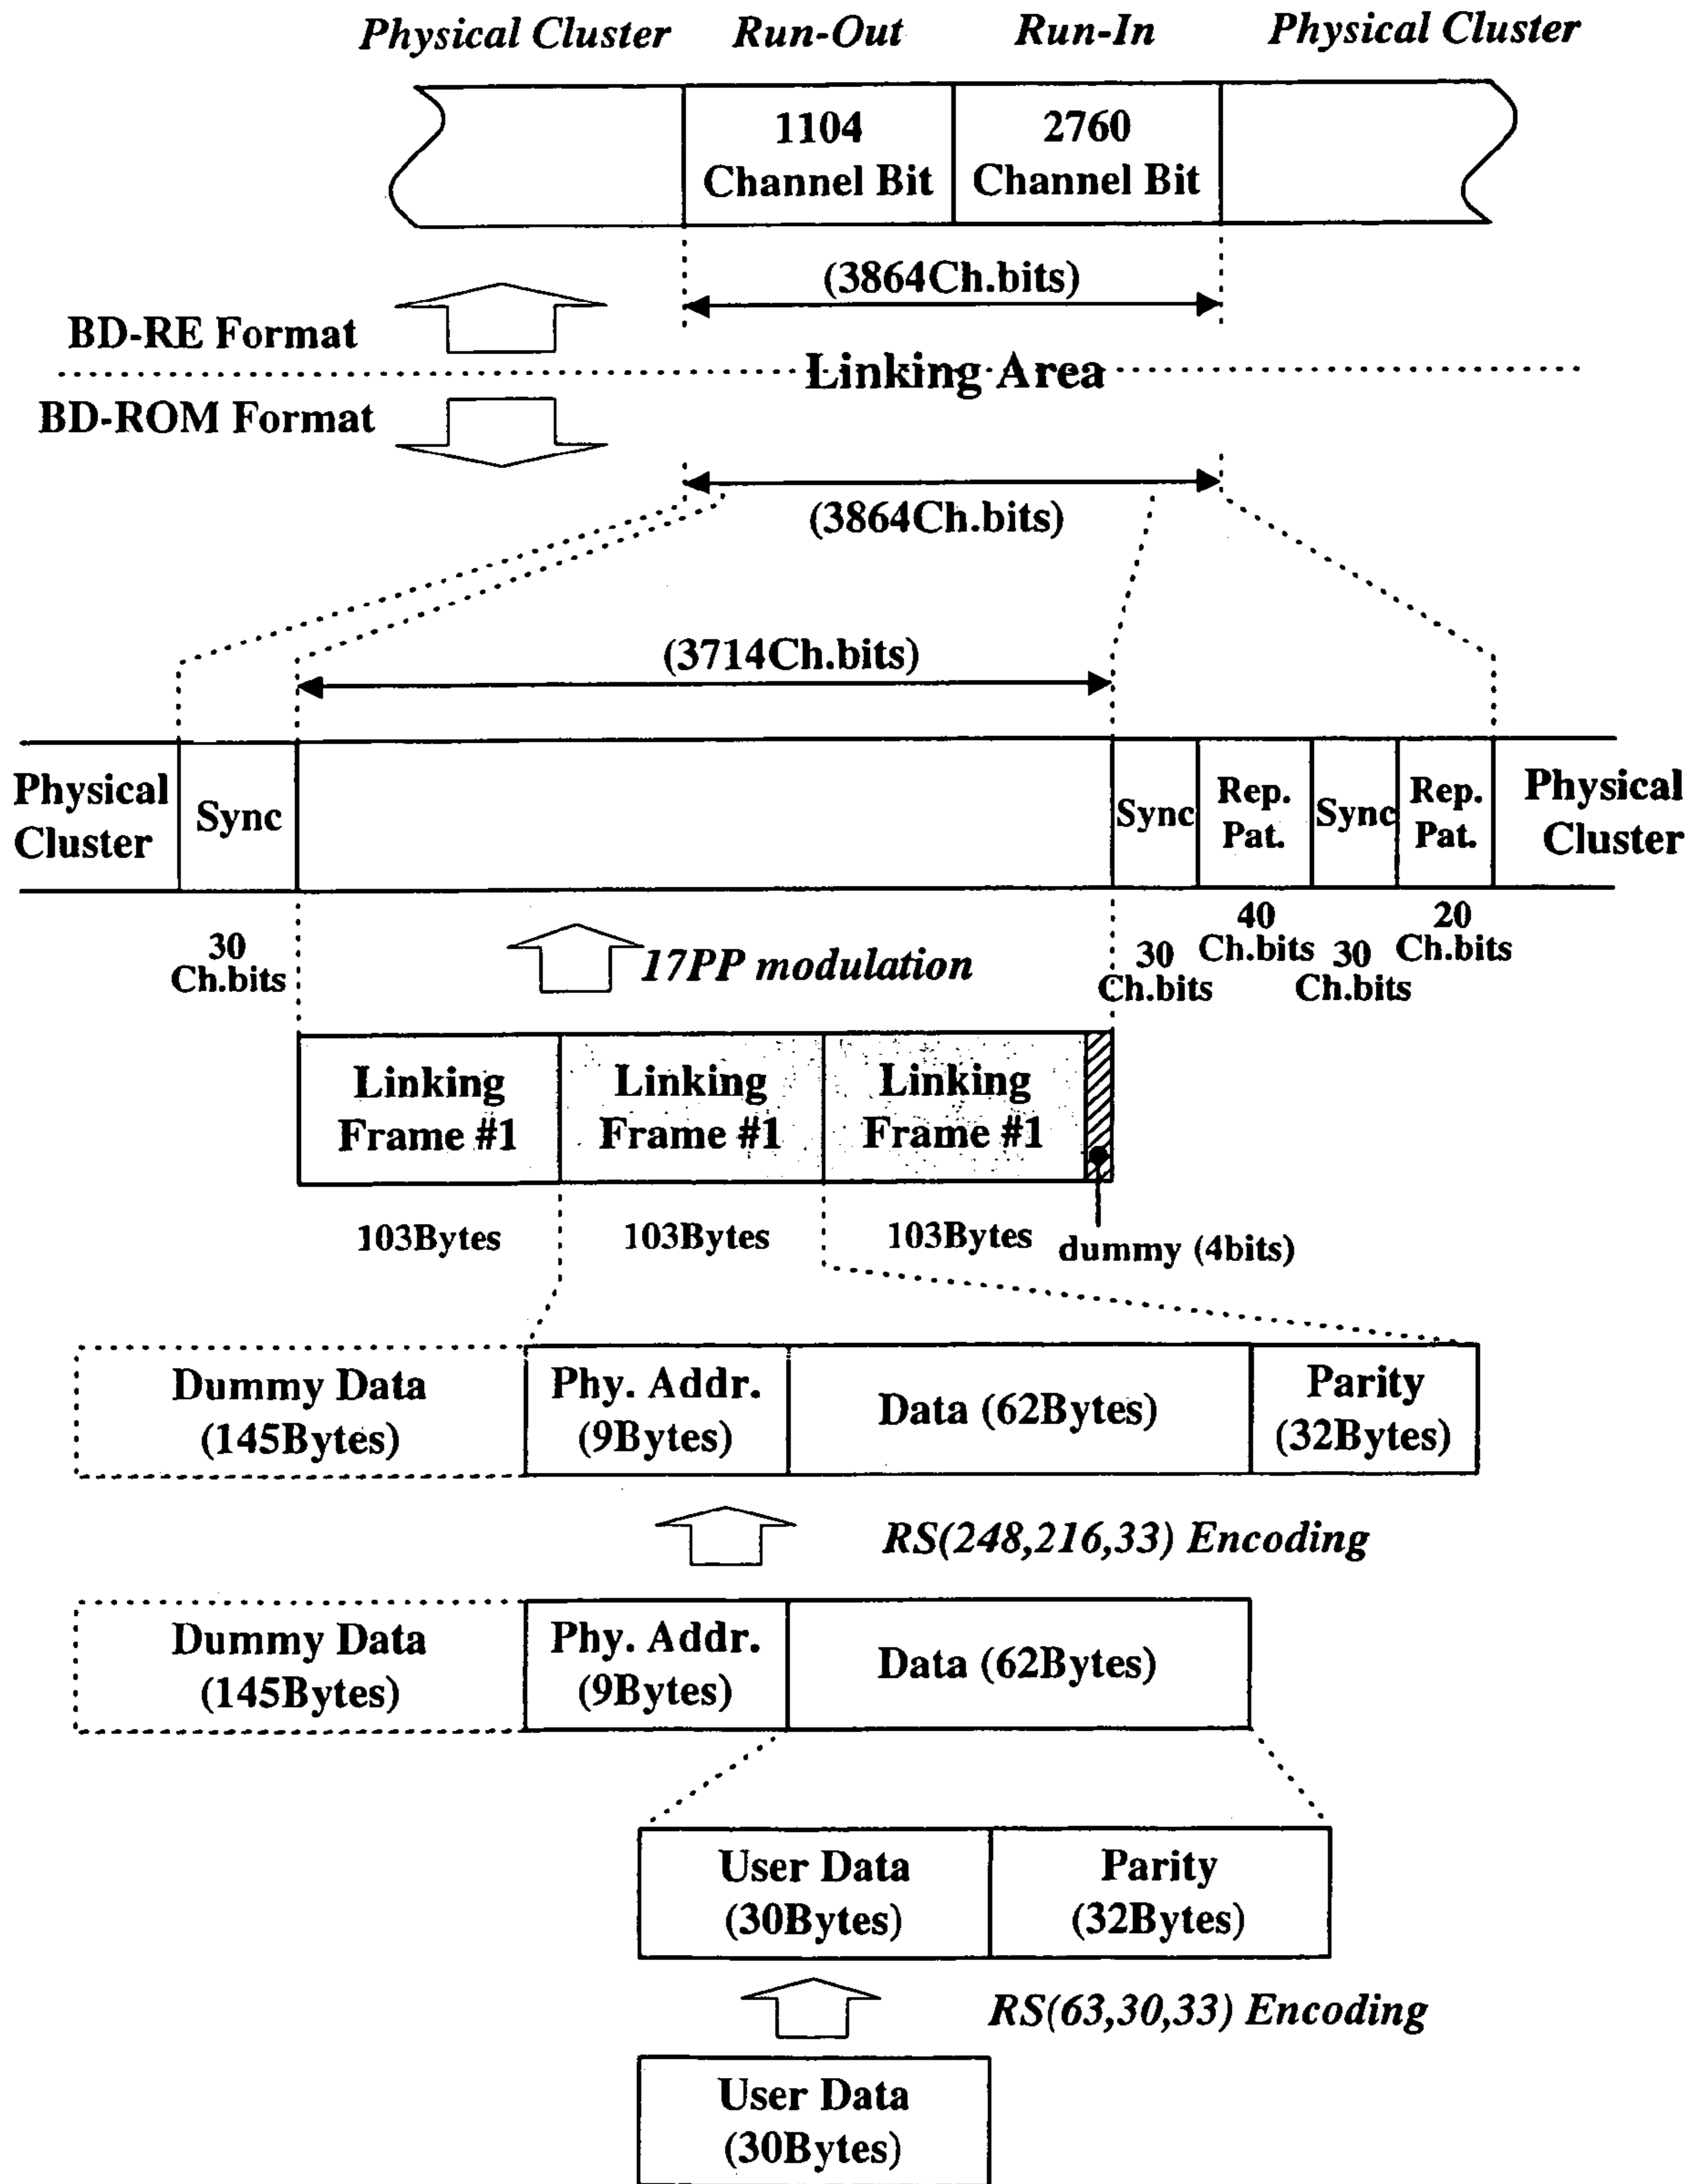 Physical Cluster Run-Out Run-In Physical Cluster
1104 2760
Channel Bit Channel Bit
(3864Ch.bits)
BD-RE Format
Linking Area
BD-ROM Format
(3864Ch.bits)
(3714Ch.bits)
Physical
Cluster
Sync
Sync
Rep.
Pat.
Sync
Rep.
Pat.
Physical
Cluster
30
Ch.bits
17PP modulation
30
Ch.bits
40
Ch.bits
30
Ch.bits
20
Ch.bits
Linking
Frame #1
Linking
Frame #1
Linking
Frame #1
103Bytes
103Bytes
103Bytes
dummy (4bits)
Dummy Data
(145Bytes)
Phy. Addr.
(9Bytes)
Data (62Bytes)
Parity
(32Bytes)
RS(248,216,33) Encoding
Dummy Data
(145Bytes)
Phy. Addr.
(9Bytes)
Data (62Bytes)
User Data
(30Bytes)
Parity
(32Bytes)
RS(63,30,33) Encoding
User Data
(30Bytes)